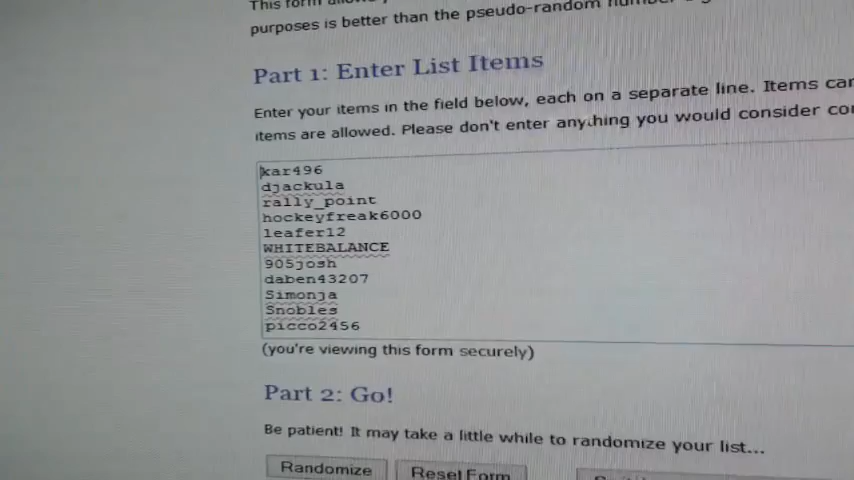 This form
purposes is better than the pseudo-random number
Part 1: Enter List Items
Enter your items in the field below, each on a separate line. Items can
items are allowed. Please don't enter anything you would consider
kar496
djackula
rally_point
hockeyfreak6000
leafer12
WHITEBALANCE
905josh
daben43207
Simonja
Snobles
picco2456
(you're viewing this form securely)
Part 2: Go!
Be patient! It may take a little while to randomize your list...
Randomize Reset Form